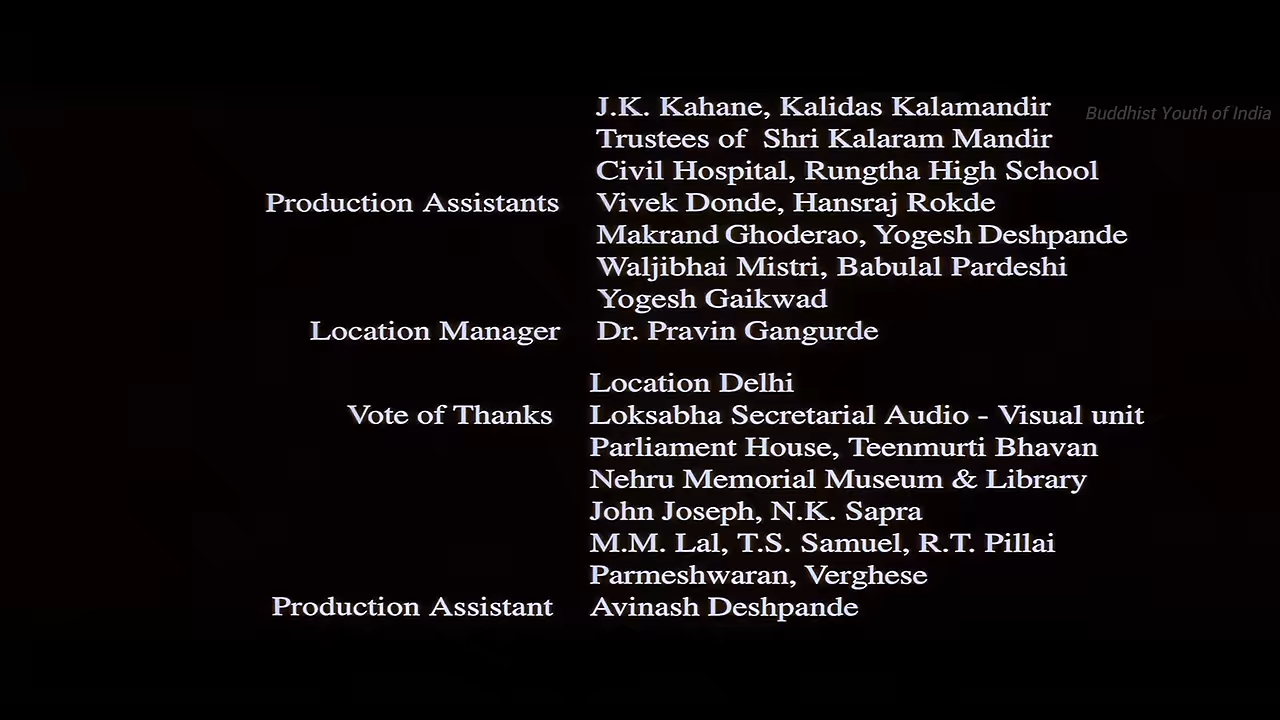 J.K. Kahane, Kalidas Kalamandir
Buddhist Youth of India
Trustees of Shri Kalaram Mandir
Civil Hospital, Rungtha High School
Production Assistants Vivek Donde, Hansraj Rokde
Makrand Ghoderao, Yogesh Deshpande
Waljibhai Mistri, Babulal Pardeshi
Yogesh Gaikwad
Location Manager Dr. Pravin Gangurde
Location Delhi
Vote of Thanks Loksabha Secretarial Audio - Visual unit
Parliament House, Teenmurti Bhavan
Nehru Memorial Museum & Library
John Joseph, N.K. Sapra
M.M. Lal, T.S. Samuel, R.T. Pillai
Parmeshwaran, Verghese
Production Assistant Avinash Deshpande